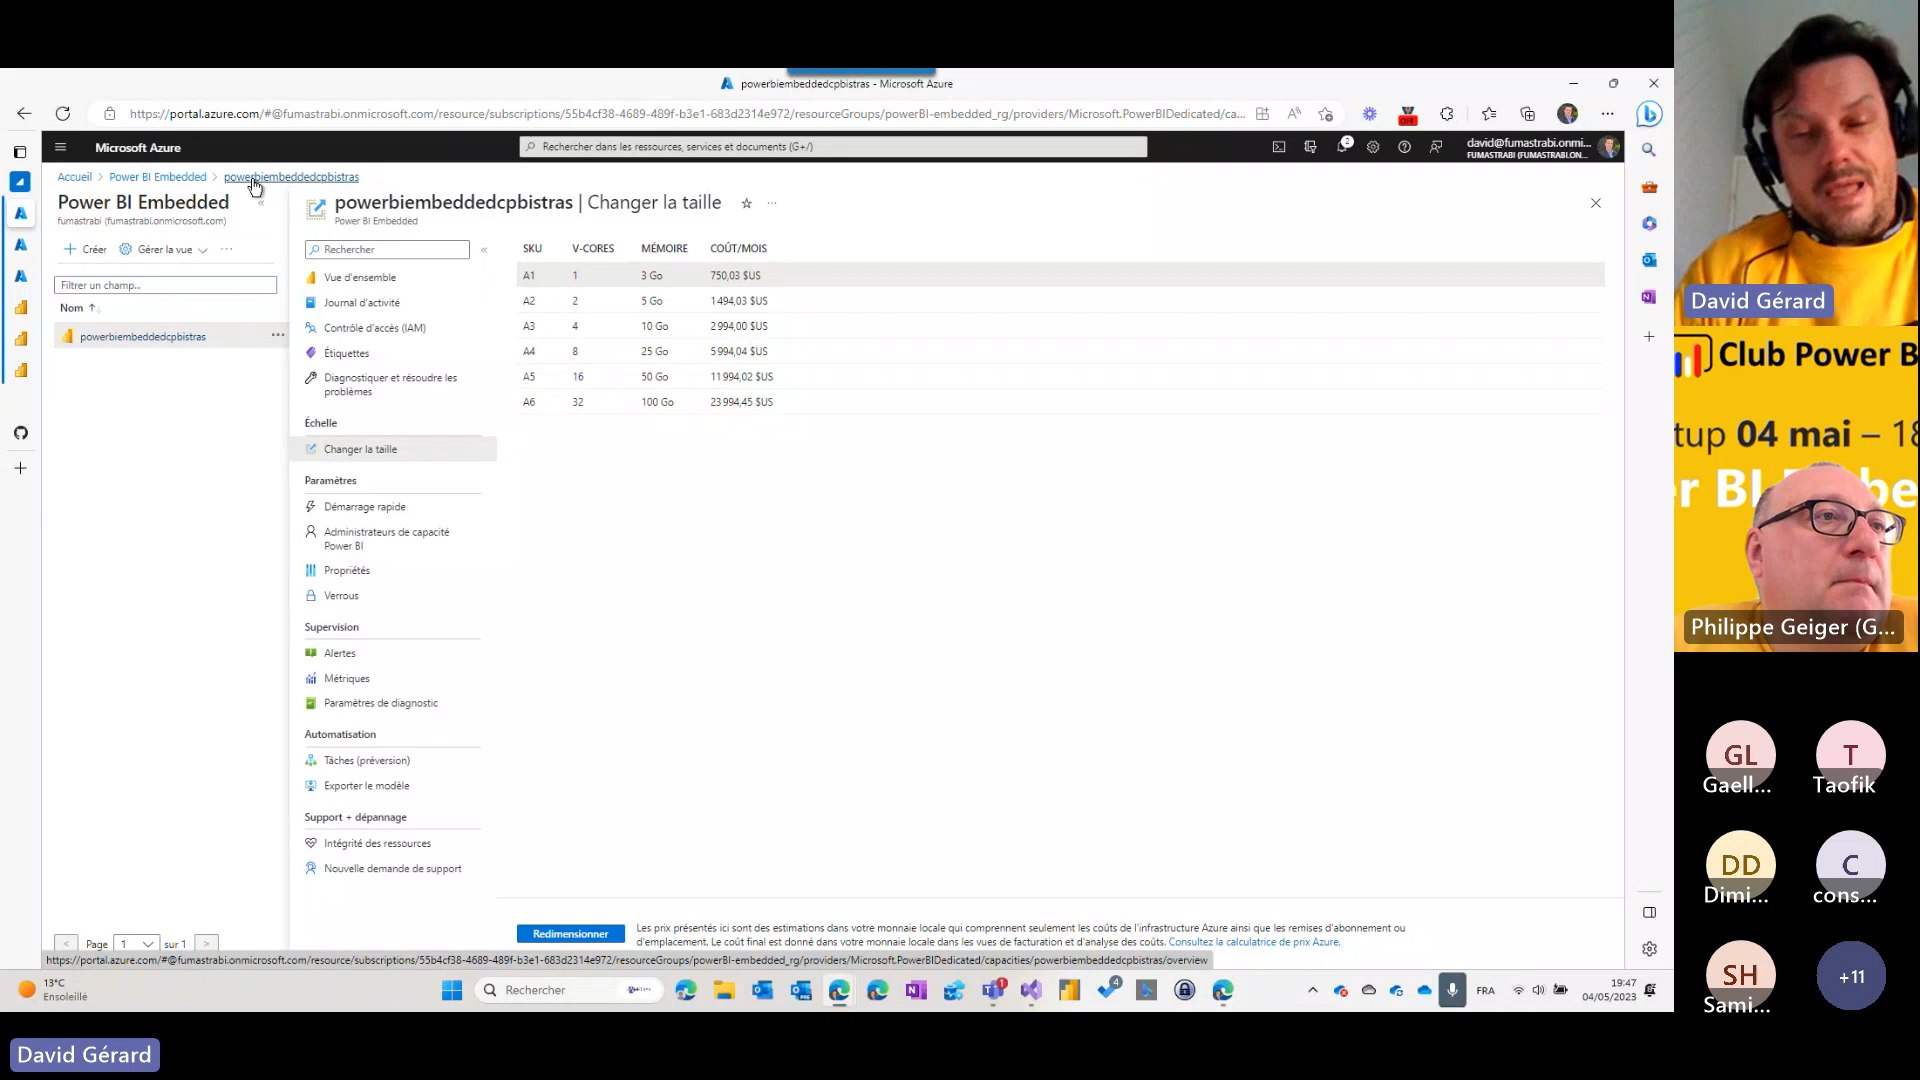 powerbiembeddedcpbistras - Microsoft Azure
https://portal.azure.com/#@fumastrabi.onmicrosoft.com/resource/subscriptions/55b4cf38-4689-489f-b3e1-683d2314e972/resourceGroups/powerBI-embedded_rg/providers/Microsoft.PowerBIDedicated/ca...
Microsoft Azure
Rechercher dans les ressources, services et documents (G+/)
2
david@fumastrabi.onmi...
FUMASTRABI (FUMASTRABI.ON...
Accueil > Power BI Embedded > powerbiembeddedcpbistras
Power BI Embedded
fumastrabi (fumastrabi.onmicrosoft.com)
Créer
Gérer la vue
Filtrer un champ...
Nom ↑↓
powerbiembeddedcpbistras
Page 1 sur 1
powerbiembeddedcpbistras | Changer la taille
Power BI Embedded
Rechercher
Vue d'ensemble
Journal d'activité
Contrôle d'accès (IAM)
Étiquettes
Diagnostiquer et résoudre les
problèmes
Échelle
Changer la taille
Paramètres
Démarrage rapide
Administrateurs de capacité
Power BI
Propriétés
Verrous
Supervision
Alertes
Métriques
Paramètres de diagnostic
Automatisation
Tâches (préversion)
Exporter le modèle
Support + dépannage
Intégrité des ressources
Nouvelle demande de support
SKU V-CORES MÉMOIRE COÛT/MOIS
A1 1 3 Go 750,03 $US
A2 2 5 Go 1 494,03 $US
A3 4 10 Go 2 994,00 $US
A4 8 25 Go 5 994,04 $US
A5 16 50 Go 11 994,02 $US
A6 32 100 Go 23 994,45 $US
Redimensionner
Les prix présentés ici sont des estimations dans votre monnaie locale qui comprennent seulement les coûts de l'infrastructure Azure ainsi que les remises d'abonnement ou
d'emplacement. Le coût final est donné dans votre monnaie locale dans les vues de facturation et d'analyse des coûts. Consultez la calculatrice de prix Azure.
https://portal.azure.com/#@fumastrabi.onmicrosoft.com/resource/subscriptions/55b4cf38-4689-489f-b3e1-683d2314e972/resourceGroups/powerBI-embedded_rg/providers/Microsoft.PowerBIDedicated/capacities/powerbiembeddedcpbistras/overview
13°C
Ensoleillé
Rechercher
1
4
FRA
19:47
04/05/2023
David Gérard
David Gérard
Club Power B
tup 04 mai – 18
r BI
be
Philippe Geiger (G...
GL
Gaell...
T
Taofik
DD
Dimi...
C
cons...
SH
Sami...
+11